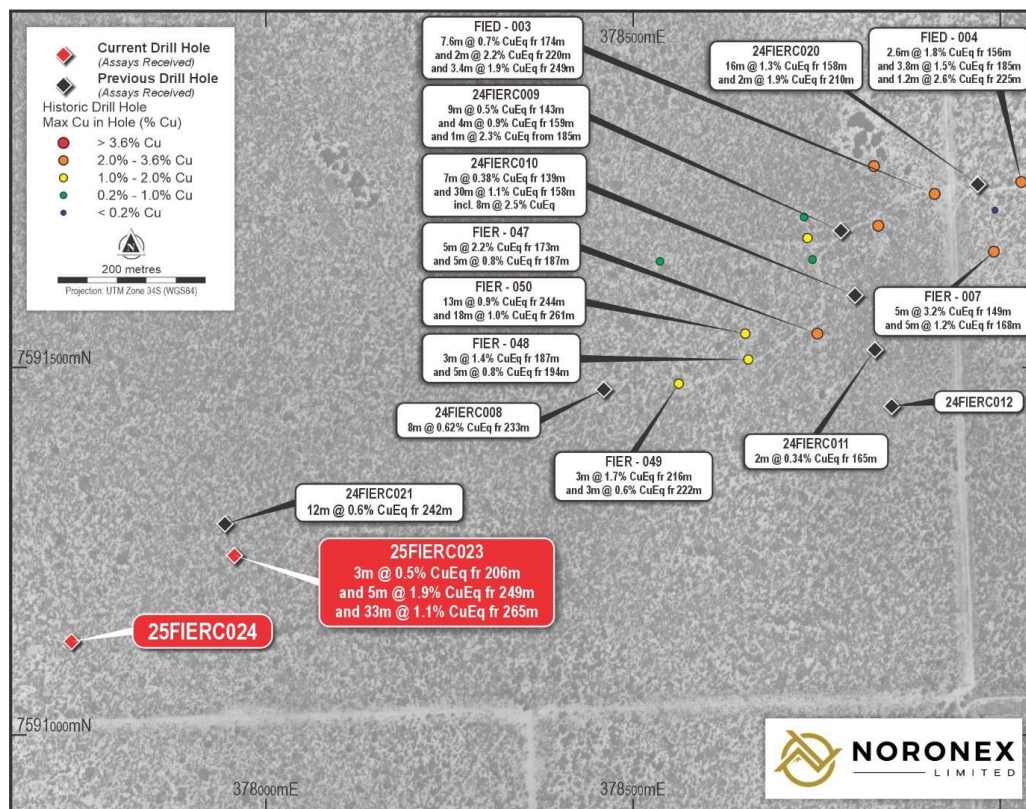 Current Drill Hole
(Assays Received)
Previous Drill Hole
(Assays Received)
Historic Drill Hole
Max Cu in Hole (% Cu)
> 3.6% Cu
2.0% - 3.6% Cu
1.0% - 2.0% Cu
0.2% - 1.0% Cu
< 0.2% Cu
N
200 metres
Projection: UTM Zone 34S (WGS84)
378500mE
FIED - 003
7.6m @ 0.7% CuEq fr 174m
and 2m @ 2.2% CuEq fr 220m
and 3.4m @ 1.9% CuEq fr 249m
24FIERC020
16m @ 1.3% CuEq fr 158m
and 2m @ 1.9% CuEq fr 210m
FIED - 004
2.6m @ 1.8% CuEq fr 156m
and 3.8m @ 1.5% CuEq fr 185m
and 1.2m @ 2.6% CuEq fr 225m
24FIERC009
9m @ 0.5% CuEq fr 143m
and 4m @ 0.9% CuEq fr 159m
and 1m @ 2.3% CuEq from 185m
24FIERC010
7m @ 0.38% CuEq fr 139m
and 30m @ 1.1% CuEq fr 158m
incl. 8m @ 2.5% CuEq
FIER - 047
5m @ 2.2% CuEq fr 173m
and 5m @ 0.8% CuEq fr 187m
FIER - 050
13m @ 0.9% CuEq fr 244m
and 18m @ 1.0% CuEq fr 261m
FIER - 007
5m @ 3.2% CuEq fr 149m
and 5m @ 1.2% CuEq fr 168m
FIER - 048
3m @ 1.4% CuEq fr 187m
and 5m @ 0.8% CuEq fr 194m
7591500mN
24FIERC008
8m @ 0.62% CuEq fr 233m
24FIERC012
24FIERC011
2m @ 0.34% CuEq fr 165m
FIER - 049
3m @ 1.7% CuEq fr 216m
and 3m @ 0.6% CuEq fr 222m
24FIERC021
12m @ 0.6% CuEq fr 242m
25FIERC023
3m @ 0.5% CuEq fr 206m
and 5m @ 1.9% CuEq fr 249m
and 33m @ 1.1% CuEq fr 265m
25FIERC024
7591000mN
378000mE
378500mE
NORONEX
LIMITED